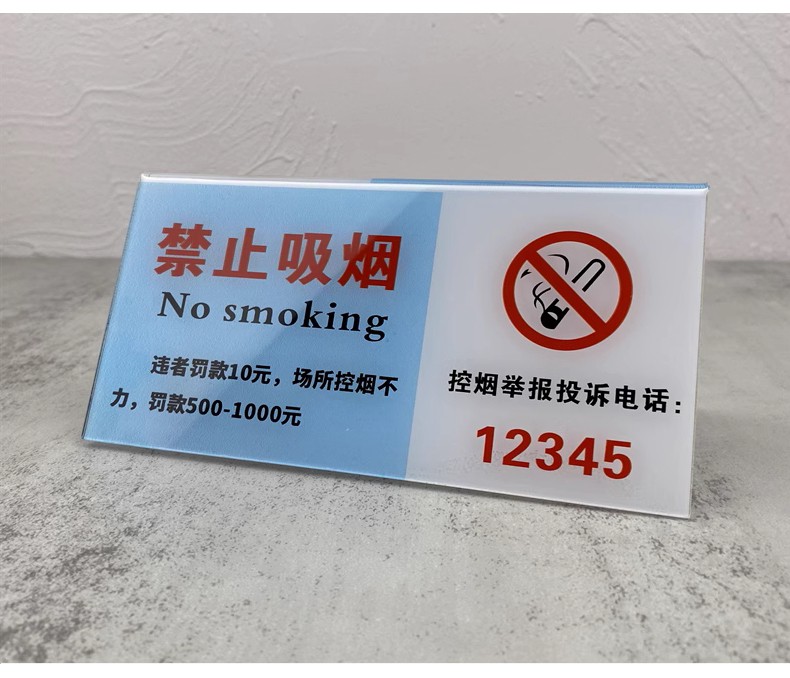 禁止吸烟
No smoking
违者罚款10元，场所控烟不
力，罚款500-1000元
控烟举报投诉电话：
12345